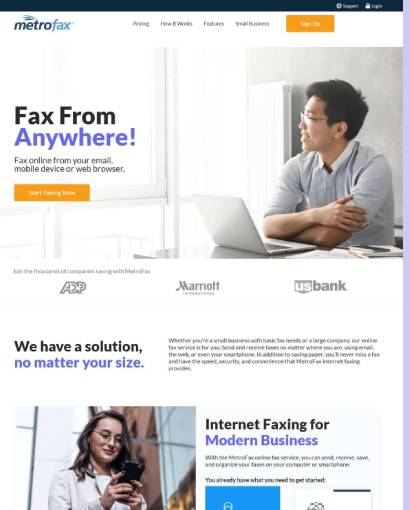 Support Login
metrofax
Pricing How It Works Features Small Business Sign Up
Fax From
Anywhere!
Fax online from your email,
mobile device or web browser.
Start Faxing Now
Join the thousands of companies saving with MetroFax
ADP Marriott INTERNATIONAL usbank
We have a solution,
no matter your size.
Whether you're a small business with basic fax needs or a large company, our online
fax service is for you. Send and receive faxes no matter where you are, using email,
the web, or even your smartphone. In addition to saving paper, you'll never miss a fax
and have the speed, security, and convenience that MetroFax internet faxing
provides.
Internet Faxing for
Modern Business
With the MetroFax online fax service, you can send, receive, save,
and organize your faxes on your computer or smartphone.
You already have what you need to get started: